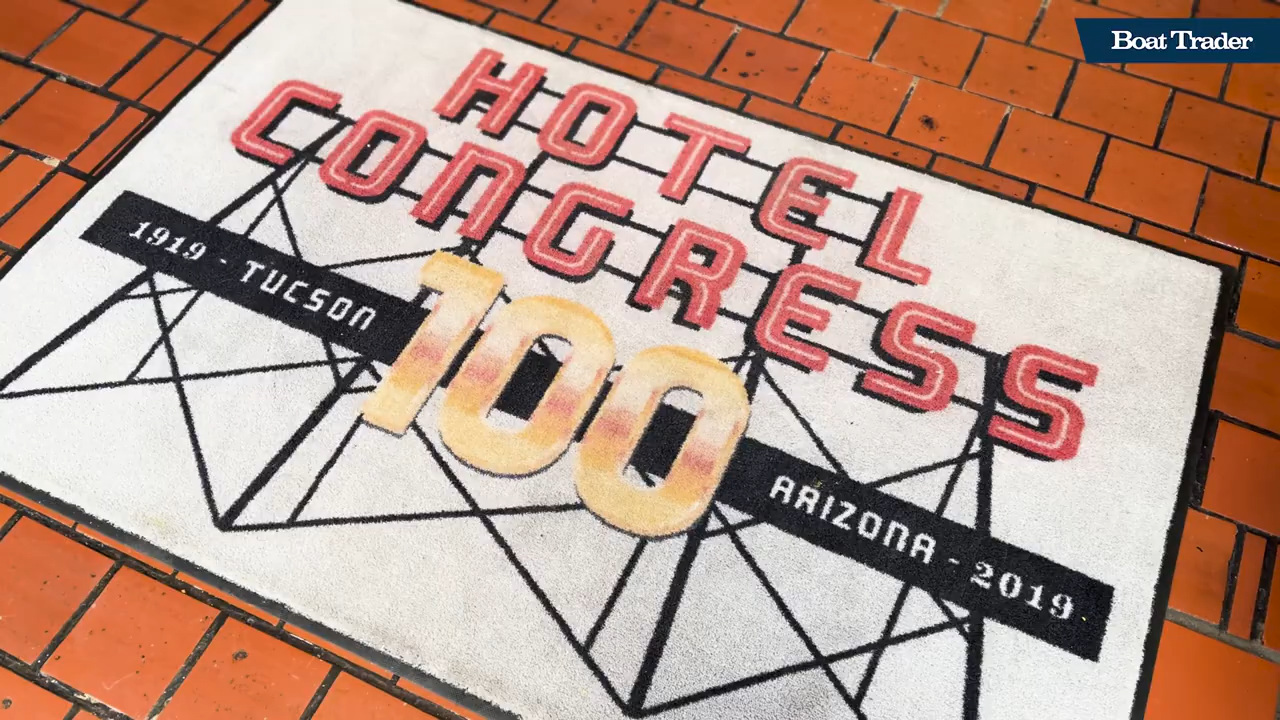 Boat Trader
HOTEL
CONGRESS
100
1919 - TUCSON
ARIZONA - 2019